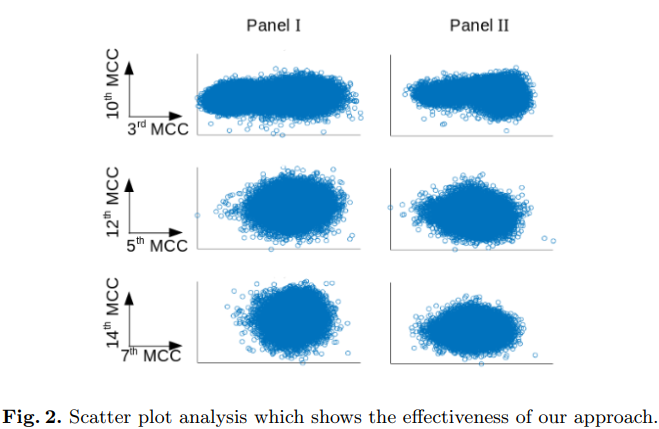 Panel I
Panel II
10th MCC
3rd MCC
12th MCC
5th MCC
14th MCC
7th MCC
Fig. 2. Scatter plot analysis which shows the effectiveness of our approach.